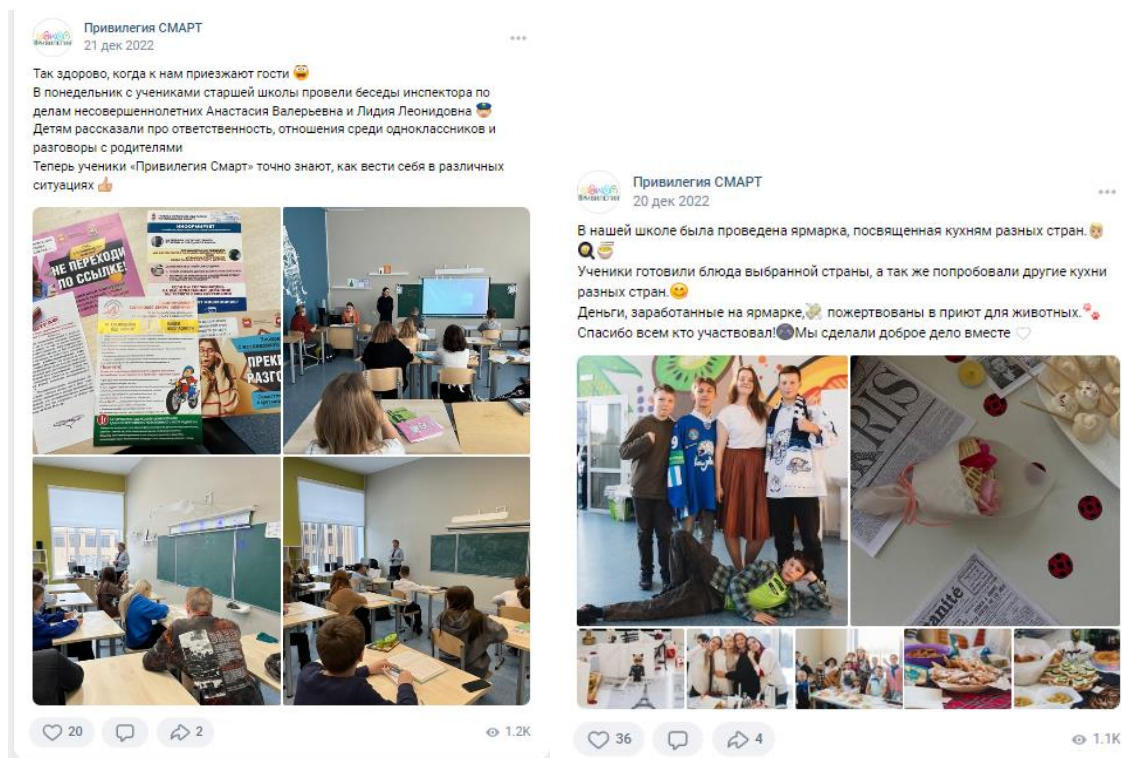 Привилегия СМАРТ
21 дек 2022
Так здорово, когда к нам приезжают гости
В понедельник с учениками старшей школы провели беседы инспектора по
делам несовершеннолетних Анастасия Валерьевна и Лидия Леонидовна
Детям рассказали про ответственность, отношения среди одноклассников и
разговоры с родителями
Теперь ученики «Привилегия Смарт» точно знают, как вести себя в различных
ситуациях
НЕ ПЕРЕХОДИ
ПО ССЫЛКЕ!
ИНФОРМИРУЕТ
20
2
1.2K
Привилегия СМАРТ
20 дек 2022
В нашей школе была проведена ярмарка, посвященная кухням разных стран.
Ученики готовили блюда выбранной страны, а так же попробовали другие кухни
разных стран.
Деньги, заработанные на ярмарке, пожертвованы в приют для животных.
Спасибо всем кто участвовал! Мы сделали доброе дело вместе
ARIS
anité
36
4
1.1K